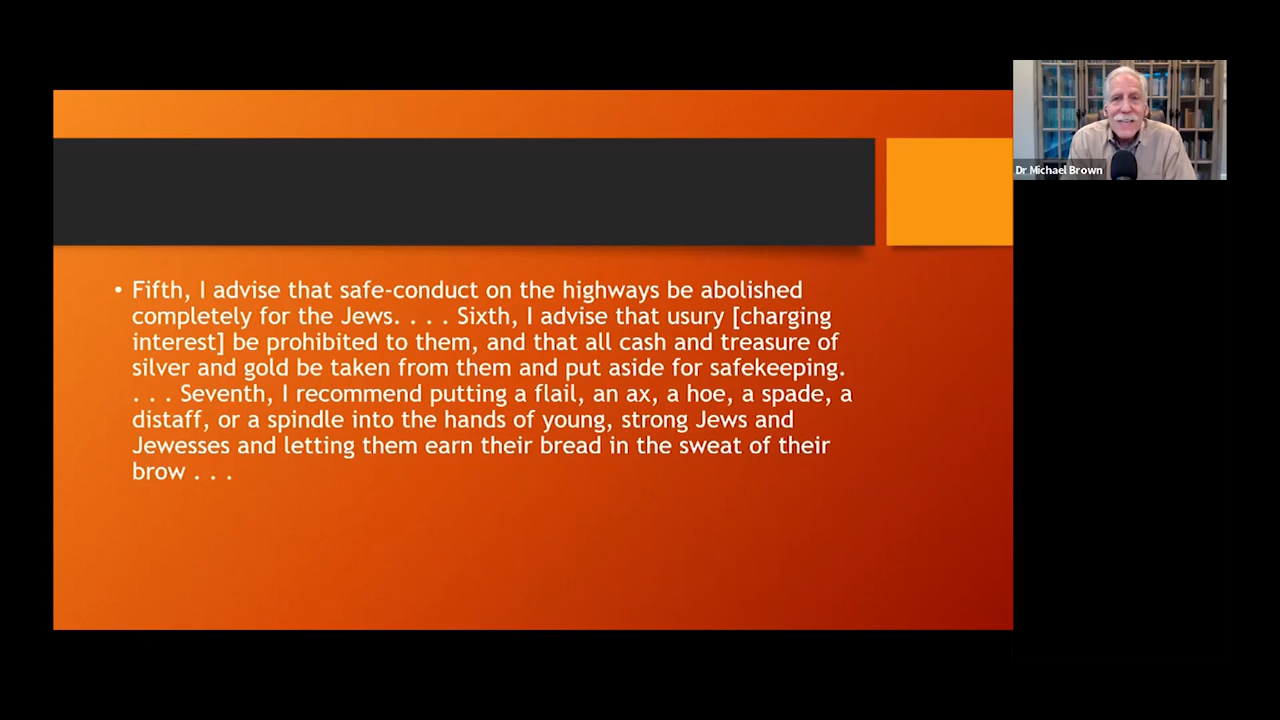 Dr Michael Brown
• Fifth, I advise that safe-conduct on the highways be abolished
completely for the Jews. . . . Sixth, I advise that usury [charging
interest] be prohibited to them, and that all cash and treasure of
silver and gold be taken from them and put aside for safekeeping.
. . . Seventh, I recommend putting a flail, an ax, a hoe, a spade, a
distaff, or a spindle into the hands of young, strong Jews and
Jewesses and letting them earn their bread in the sweat of their
brow . . .